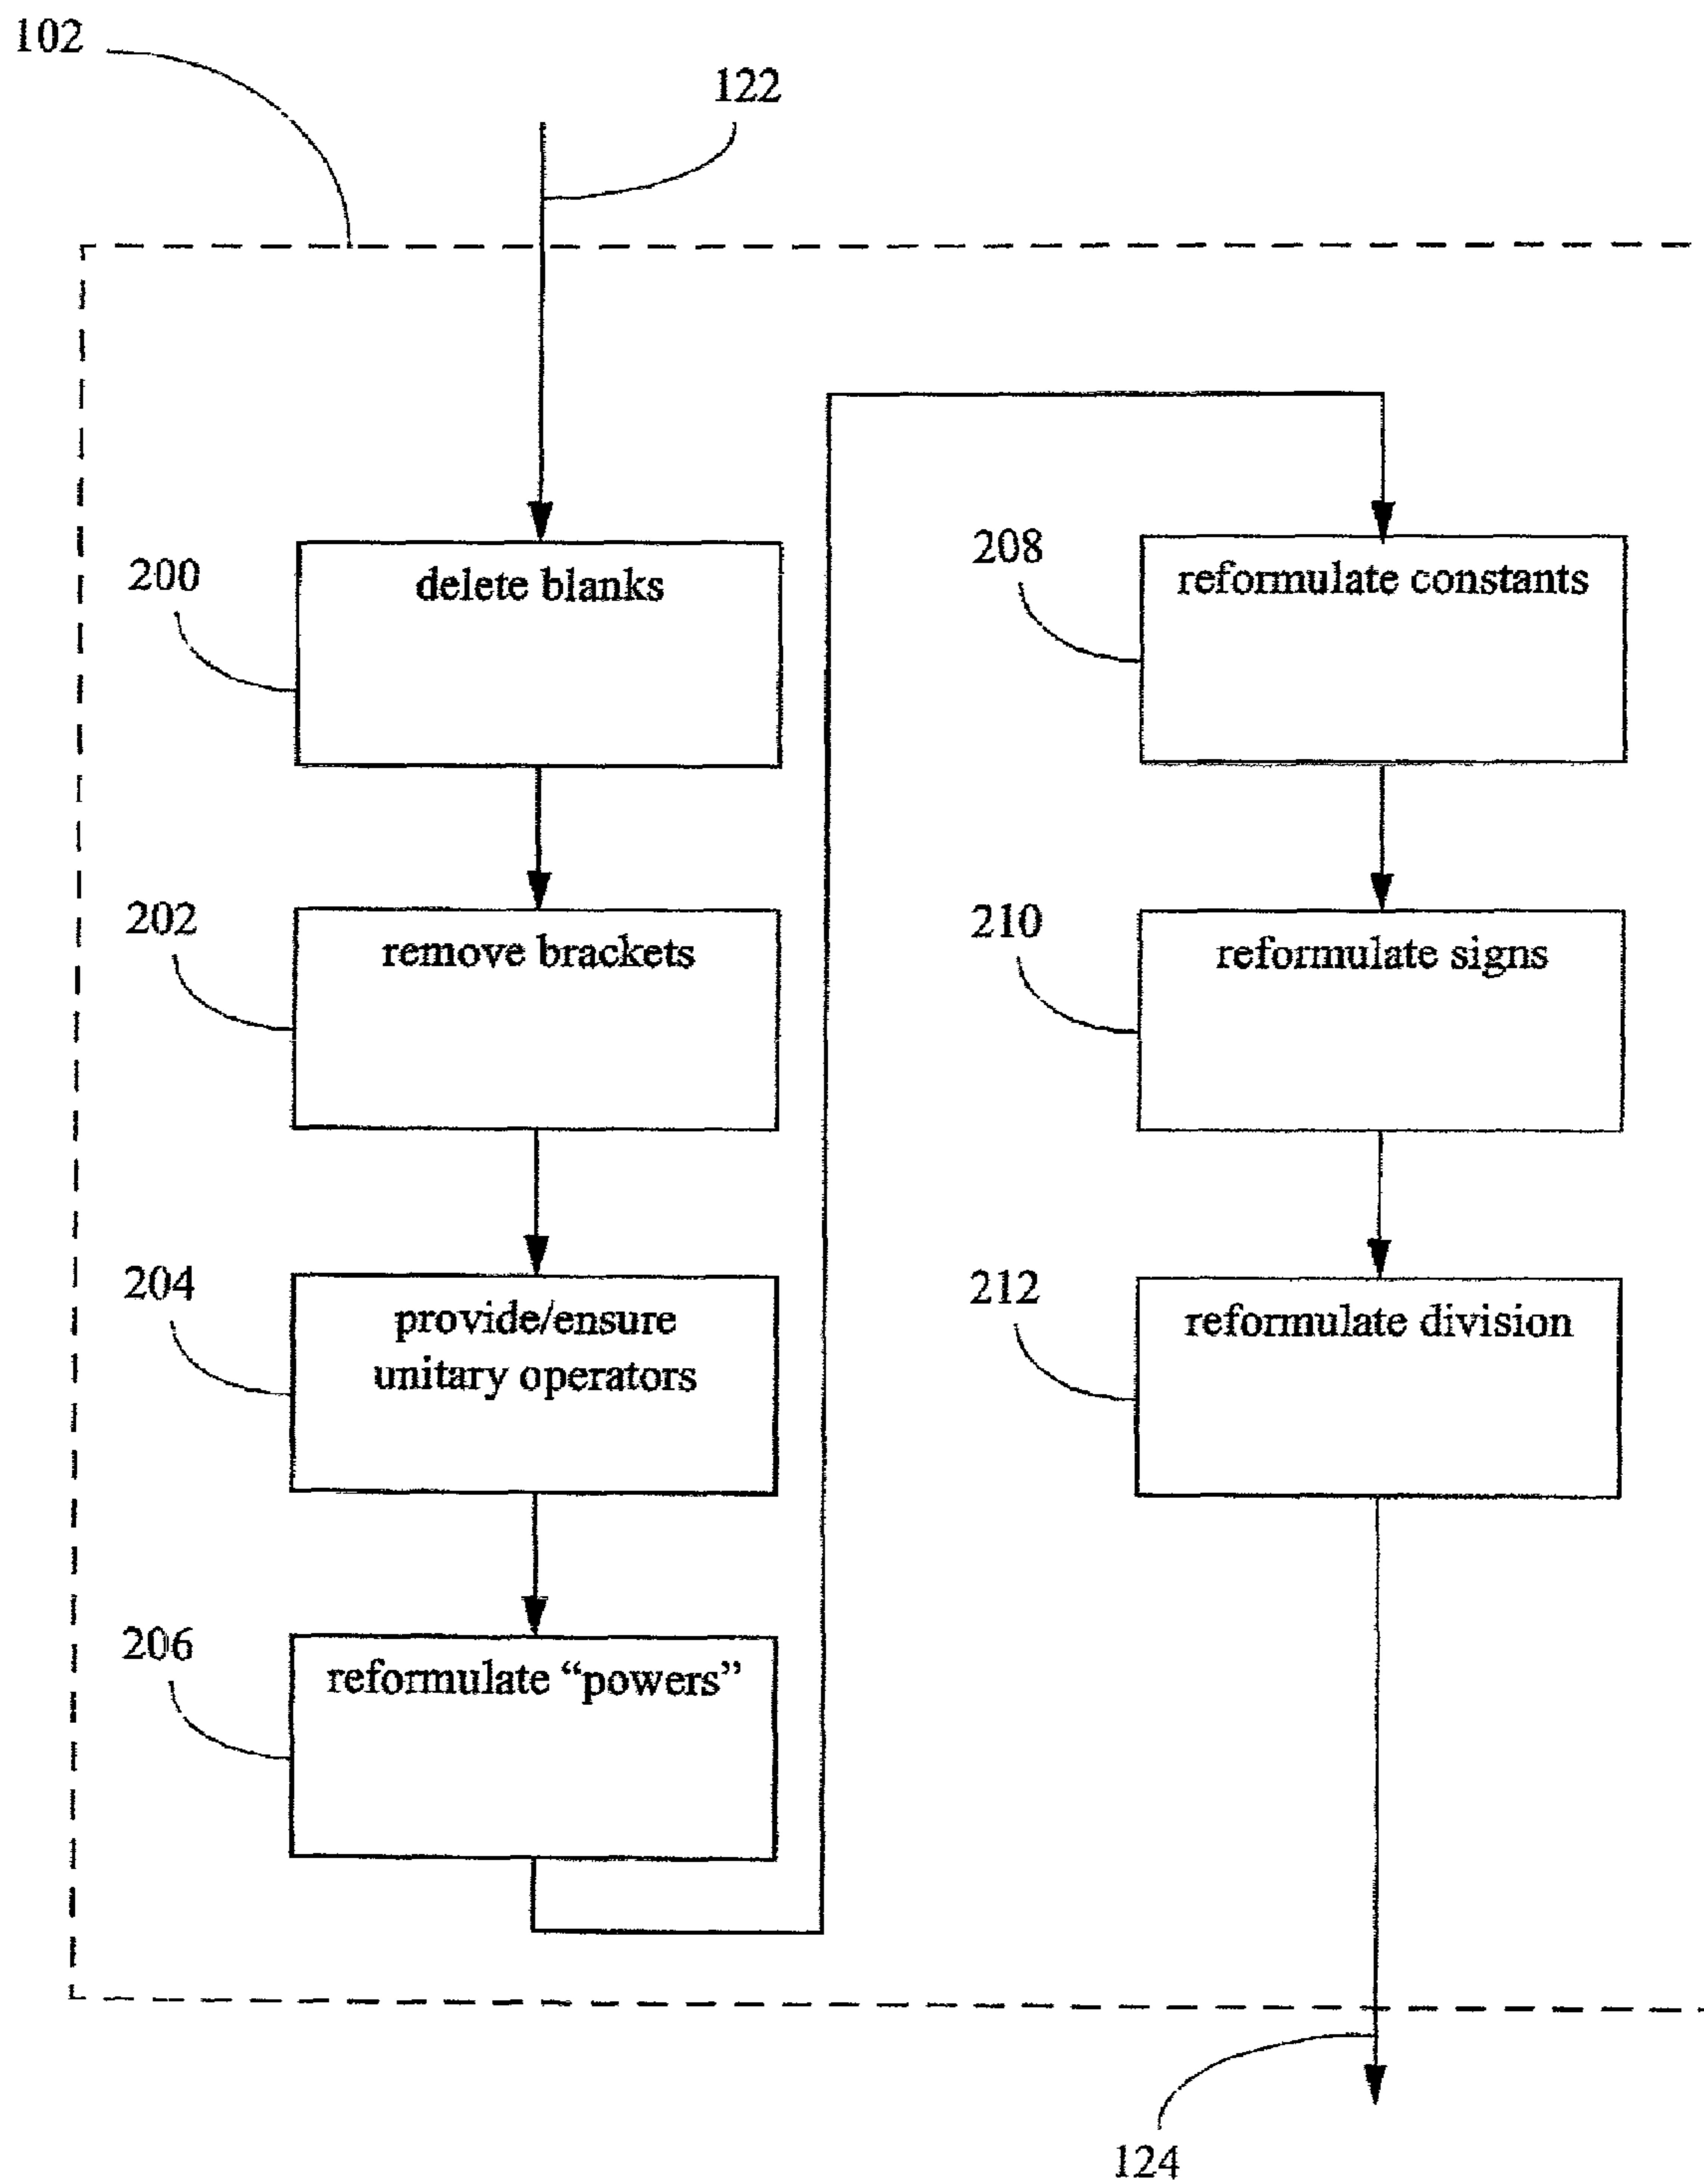 102
122
200
delete blanks
202
remove brackets
204
provide/ensure
unitary operators
206
reformulate “powers”
208
reformulate constants
210
reformulate signs
212
reformulate division
124